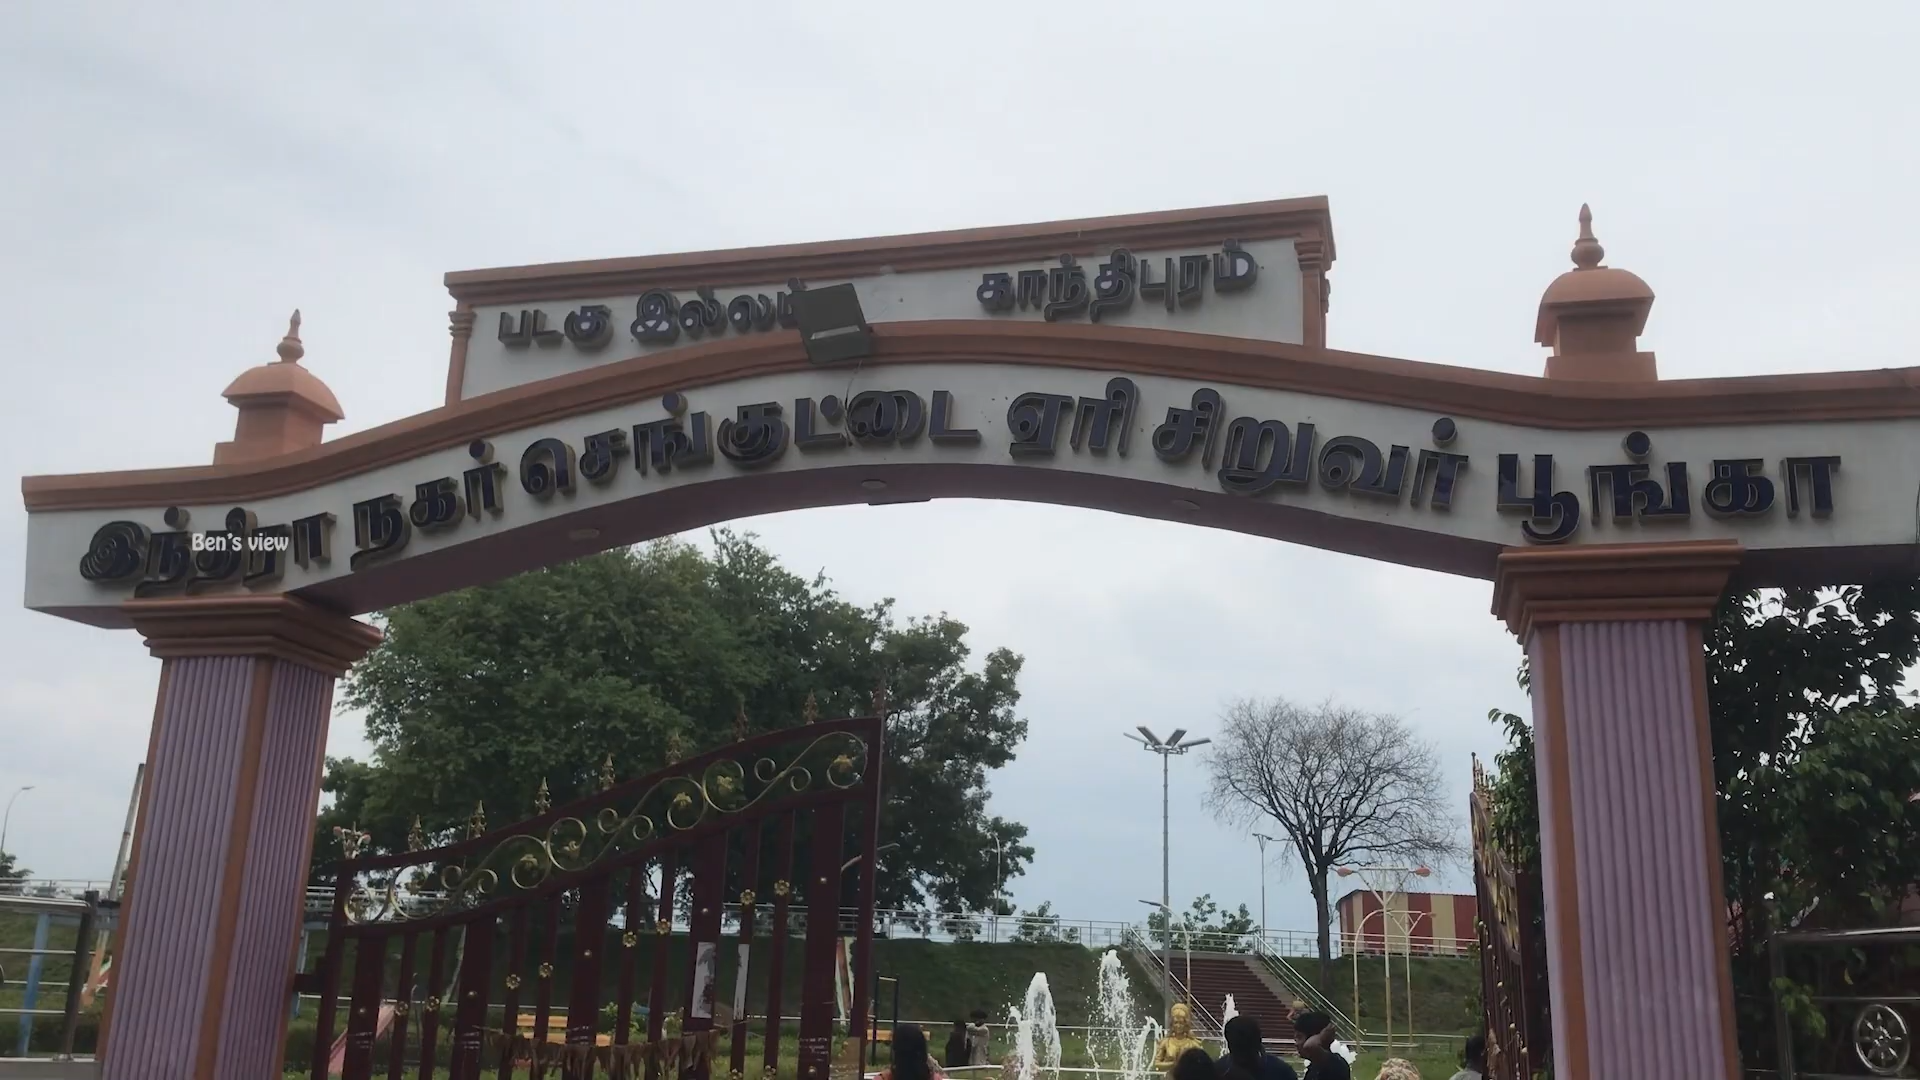 படகு இல்லம் காந்திபுரம்
இந்திரா நகர் செங்குட்டை ஏரி சிறுவர் பூங்கா
Ben's view